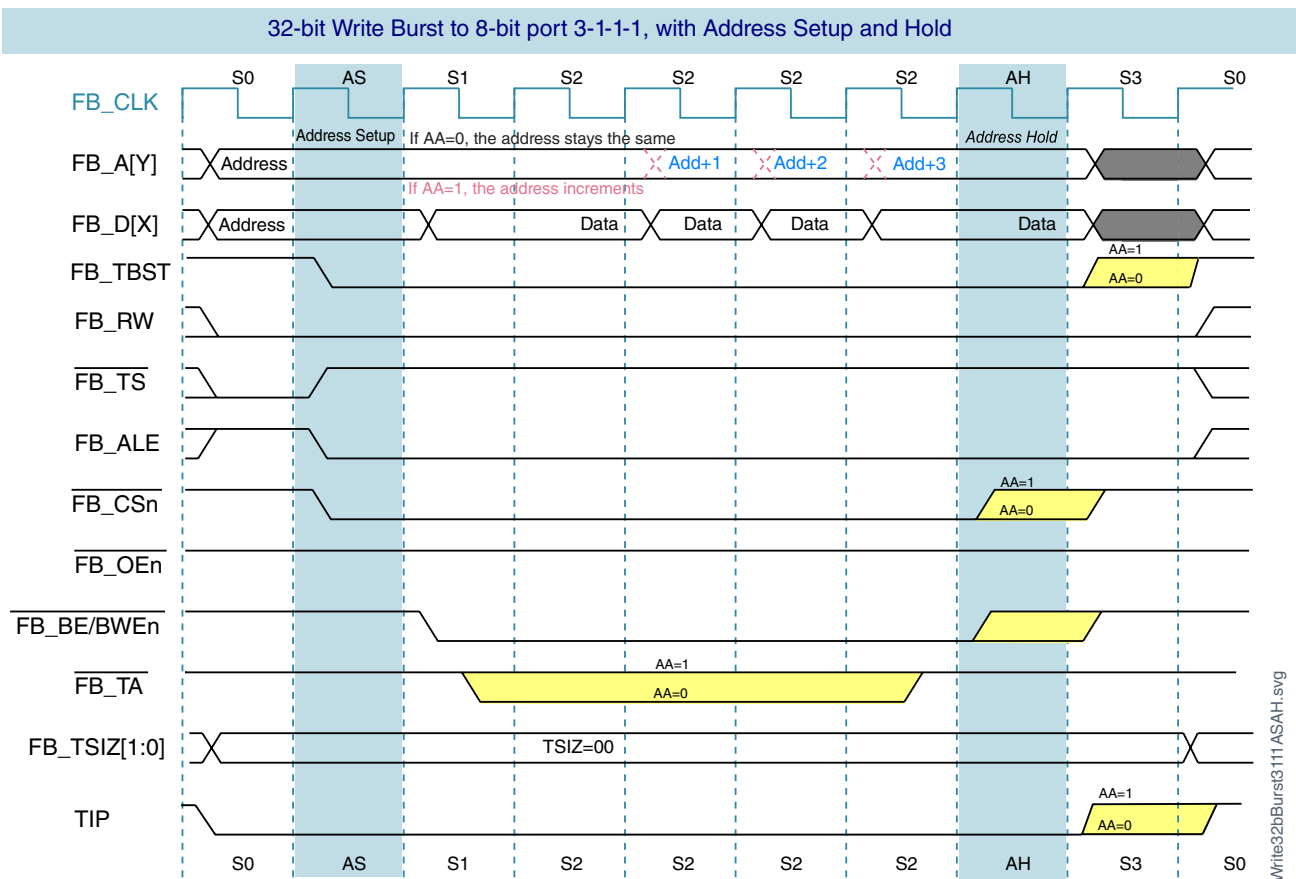 32-bit Write Burst to 8-bit port 3-1-1-1, with Address Setup and Hold
S0 AS S1 S2 S2 S2 S2 AH S3 S0
FB_CLK
Address Setup If AA=0, the address stays the same Address Hold
FB_A[Y] Address Add+1 Add+2 Add+3
If AA=1, the address increments
FB_D[X] Address Data Data Data Data
AA=1
FB_TBST
AA=0
FB_RW
FB_TS
FB_ALE
AA=1
FB_CSn
AA=0
FB_OEn
FB_BE/BWEn
AA=1
FB_TA
AA=0
FB_TSIZ[1:0] TSIZ=00
AA=1
TIP
AA=0
S0 AS S1 S2 S2 S2 S2 AH S3 S0
Write32bBurst3111ASAH.svg